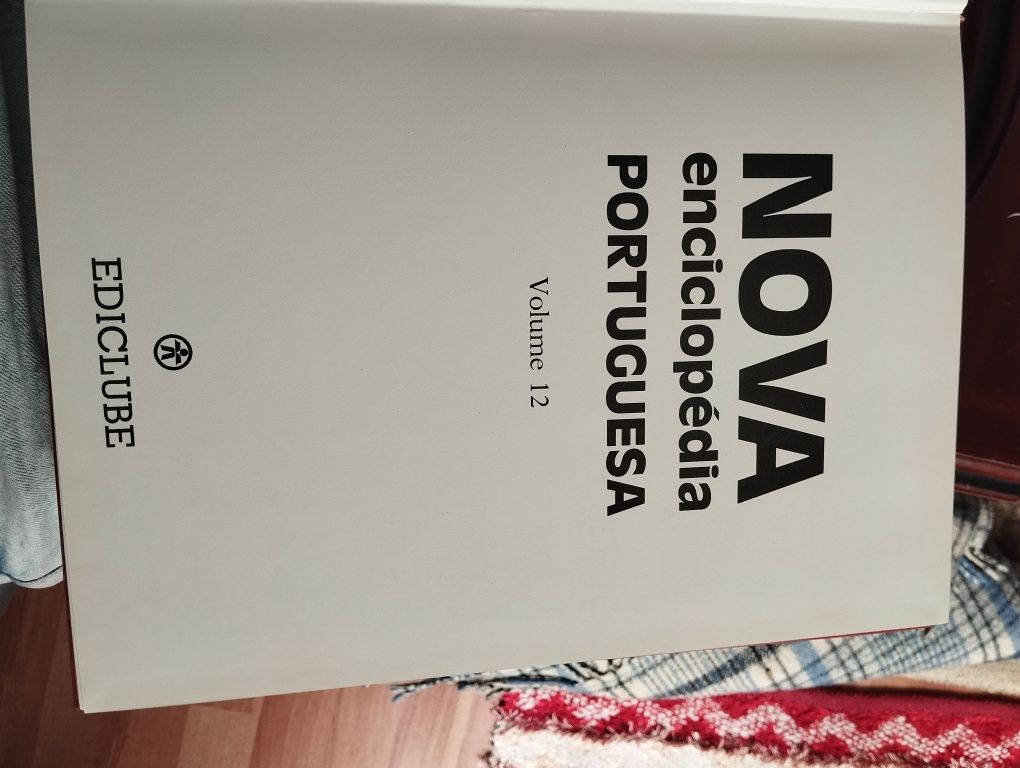 NOVA
enciclopédia
PORTUGUESA
Volume 12
EDICLUBE